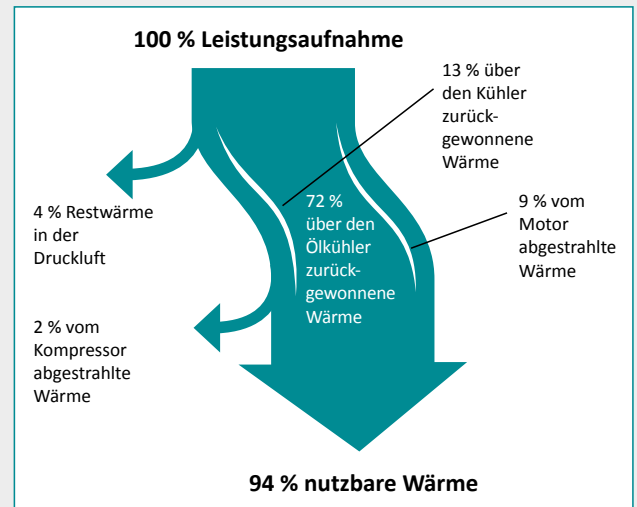 100 % Leistungsaufnahme
13 % über
den Kühler
zurück-
gewonnene
Wärme
4 % Restwärme
in der
Druckluft
72 %
über den
Ölkühler
zurück-
gewonnene
Wärme
9 % vom
Motor
abgestrahlte
Wärme
2 % vom
Kompressor
abgestrahlte
Wärme
94 % nutzbare Wärme